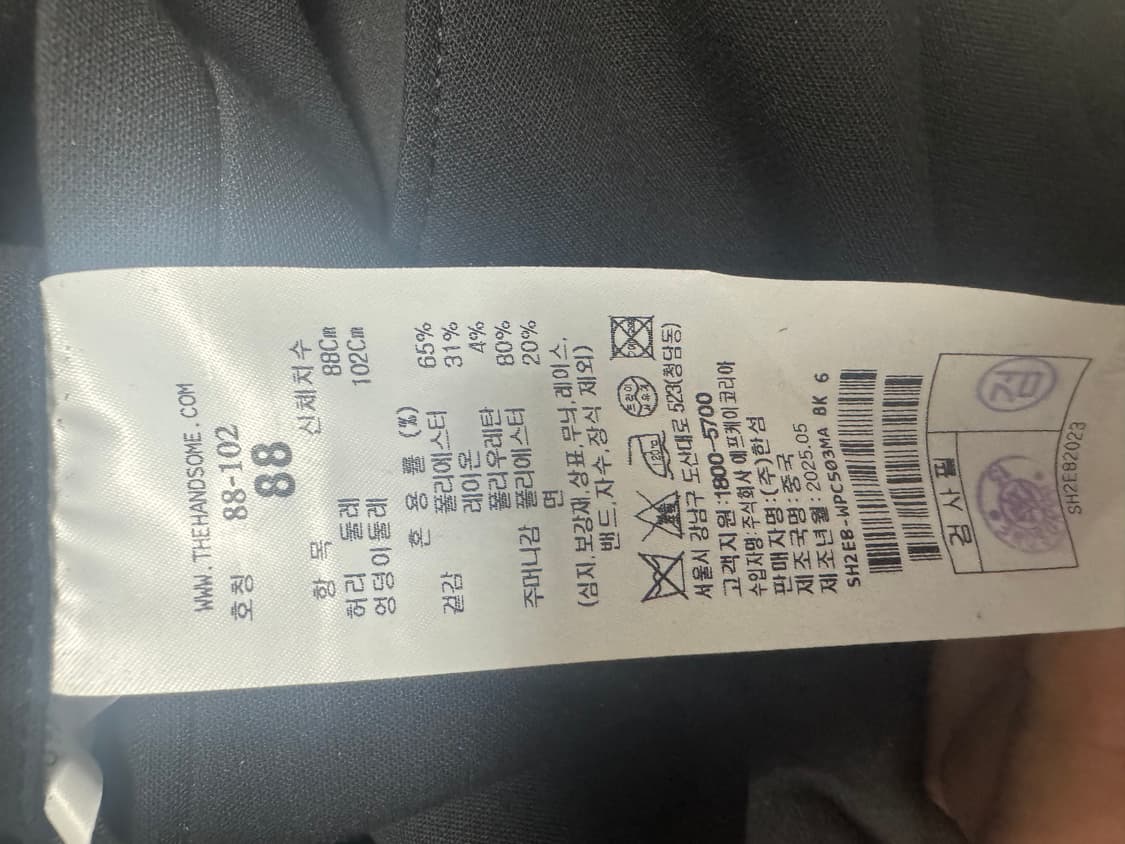 WWW.THEHANDSOME.COM
호칭 88-102
88
항 목 신체치수
허리 둘레 88Cm
엉덩이둘레 102Cm
혼 용 률 (%)
겉감 폴리에스터 65%
레이온 31%
폴리우레탄 4%
주머니감 폴리에스터 80%
면 20%
(심지,보강재,상표,무늬,레이스,
밴드,자수,장식 제외)
드라이
서울시 강남구 도산대로 523(청담동)
고객지원:1800-5700
수입자명:주식회사 에프케이코리아
판매자명:(주)한섬
제조국명:중국
제조년월:2025.05
SH2E8-WPC503MA BK 6
검사필
검
SH2E82023